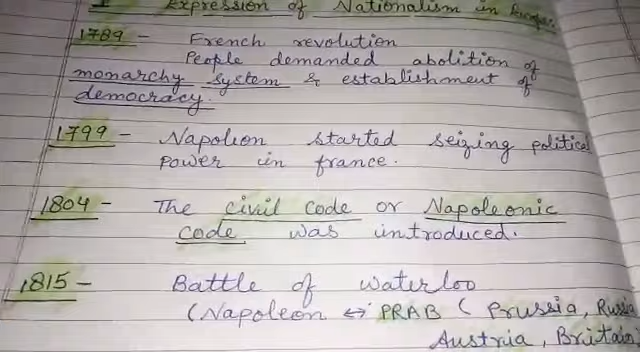 I Expression of Nationalism in Europe
1789 - French revolution
People demanded abolition of
monarchy system & establishment of
democracy.
1799 - Napoleon started seizing political
power in france.
1804 - The civil code or Napoleonic
code was introduced.
1815 - Battle of Waterloo
(Napoleon ↔ PRAB ( Prussia, Russia
Austria, Britain)